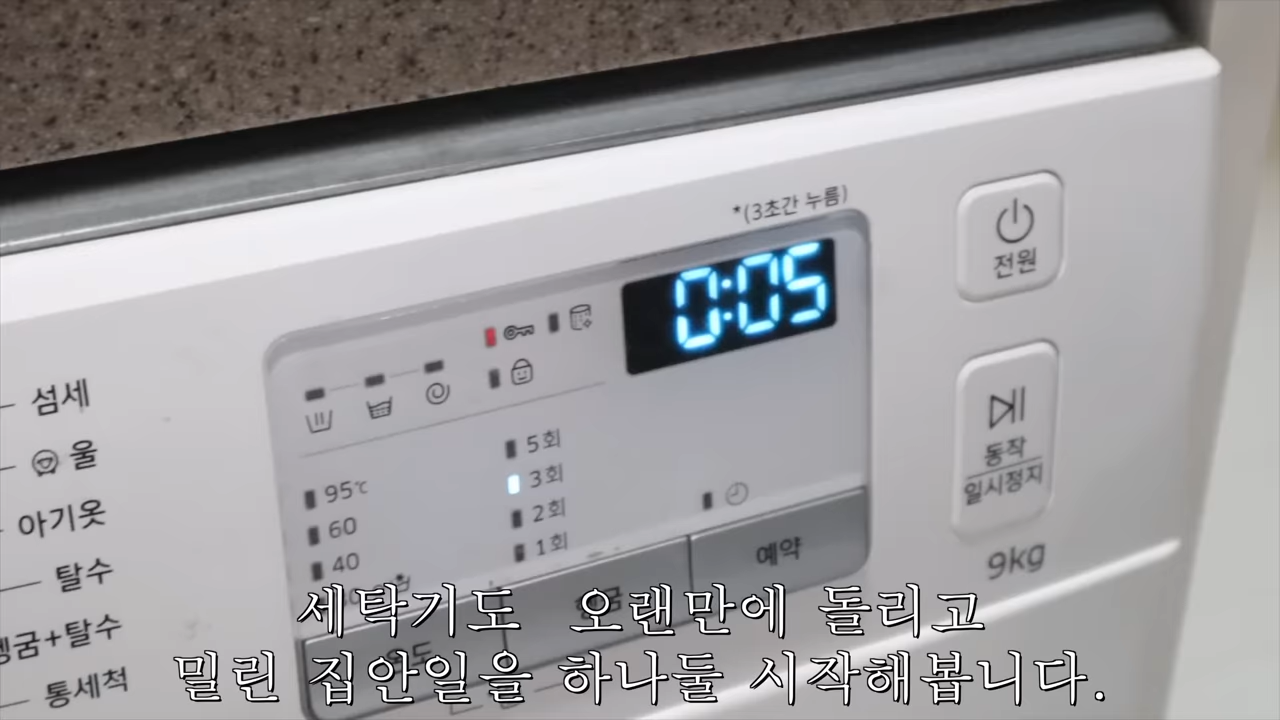 *(3초간 누름)
0:05
전원
동작
일시정지
9kg
섬세
울
아기옷
탈수
헹굼+탈수
통세척
95℃
60
40
5회
3회
2회
1회
예약
세탁기도 오랜만에 돌리고
밀린 집안일을 하나둘 시작해봅니다.